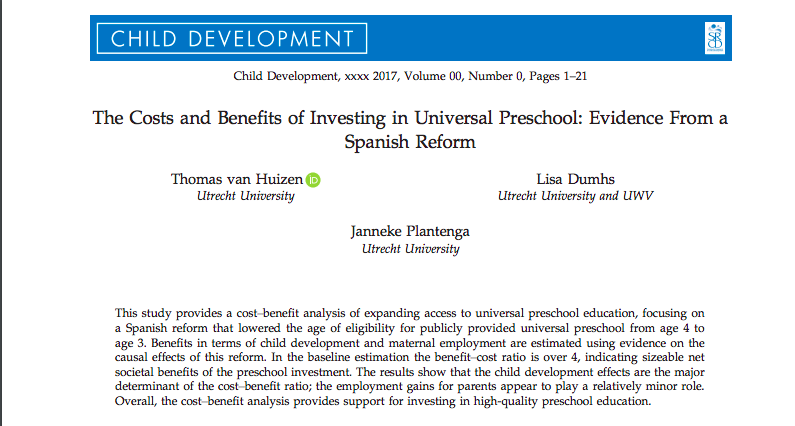 CHILD DEVELOPMENT
Child Development, xxxx 2017, Volume 00, Number 0, Pages 1–21
The Costs and Benefits of Investing in Universal Preschool: Evidence From a
Spanish Reform
Thomas van Huizen iD
Utrecht University
Lisa Dumhs
Utrecht University and UWV
Janneke Plantenga
Utrecht University
This study provides a cost–benefit analysis of expanding access to universal preschool education, focusing on
a Spanish reform that lowered the age of eligibility for publicly provided universal preschool from age 4 to
age 3. Benefits in terms of child development and maternal employment are estimated using evidence on the
causal effects of this reform. In the baseline estimation the benefit–cost ratio is over 4, indicating sizeable net
societal benefits of the preschool investment. The results show that the child development effects are the major
determinant of the cost–benefit ratio; the employment gains for parents appear to play a relatively minor role.
Overall, the cost–benefit analysis provides support for investing in high-quality preschool education.